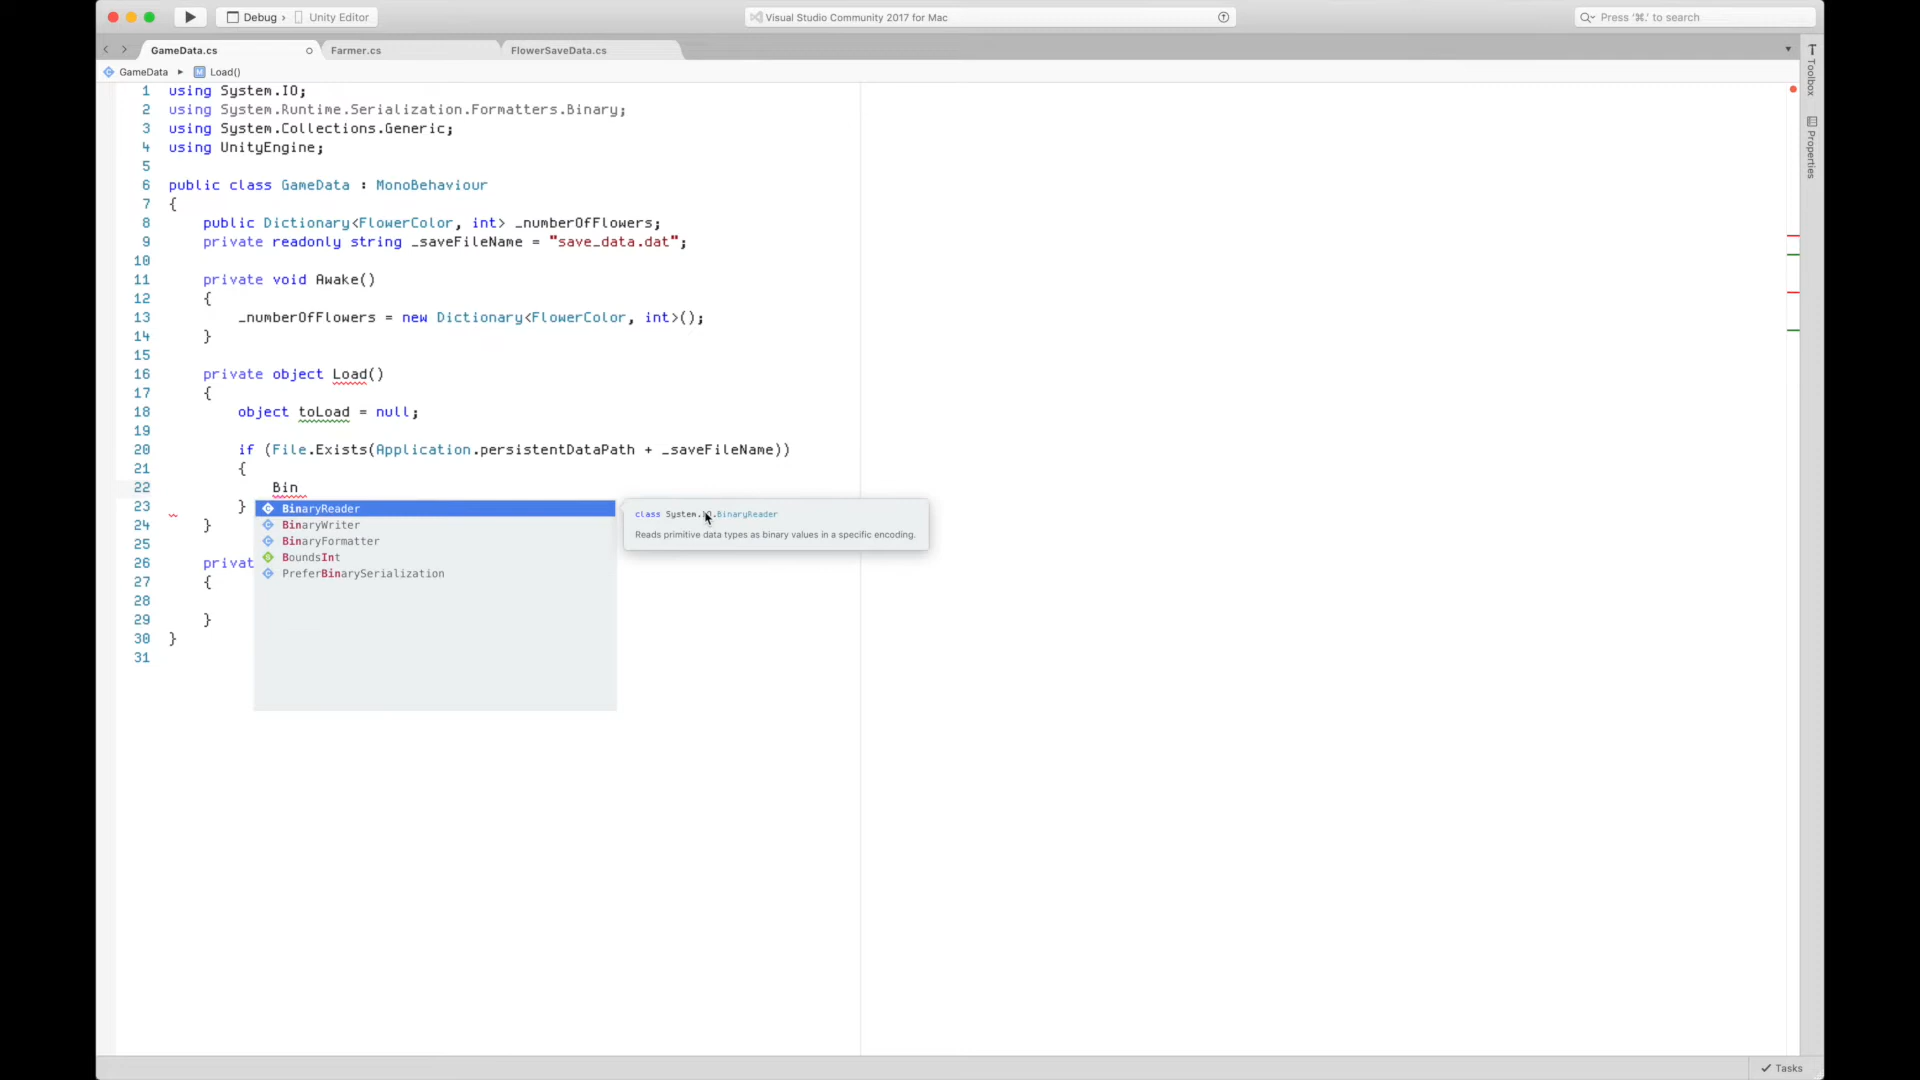 Debug › Unity Editor
Visual Studio Community 2017 for Mac
Press '⌘.' to search
GameData.cs
Farmer.cs
FlowerSaveData.cs
GameData ▸ Load()
Toolbox
Properties
1 using System.IO;
2 using System.Runtime.Serialization.Formatters.Binary;
3 using System.Collections.Generic;
4 using UnityEngine;
5
6 public class GameData : MonoBehaviour
7 {
8 public Dictionary<FlowerColor, int> _numberOfFlowers;
9 private readonly string _saveFileName = "save_data.dat";
10
11 private void Awake()
12 {
13 _numberOfFlowers = new Dictionary<FlowerColor, int>();
14 }
15
16 private object Load()
17 {
18 object toLoad = null;
19
20 if (File.Exists(Application.persistentDataPath + _saveFileName))
21 {
22 Bin
23 }
24 }
25
26 privat
27 {
28
29 }
30 }
31
BinaryReader
BinaryWriter
BinaryFormatter
BoundsInt
PreferBinarySerialization
class System.IO.BinaryReader
Reads primitive data types as binary values in a specific encoding.
Tasks